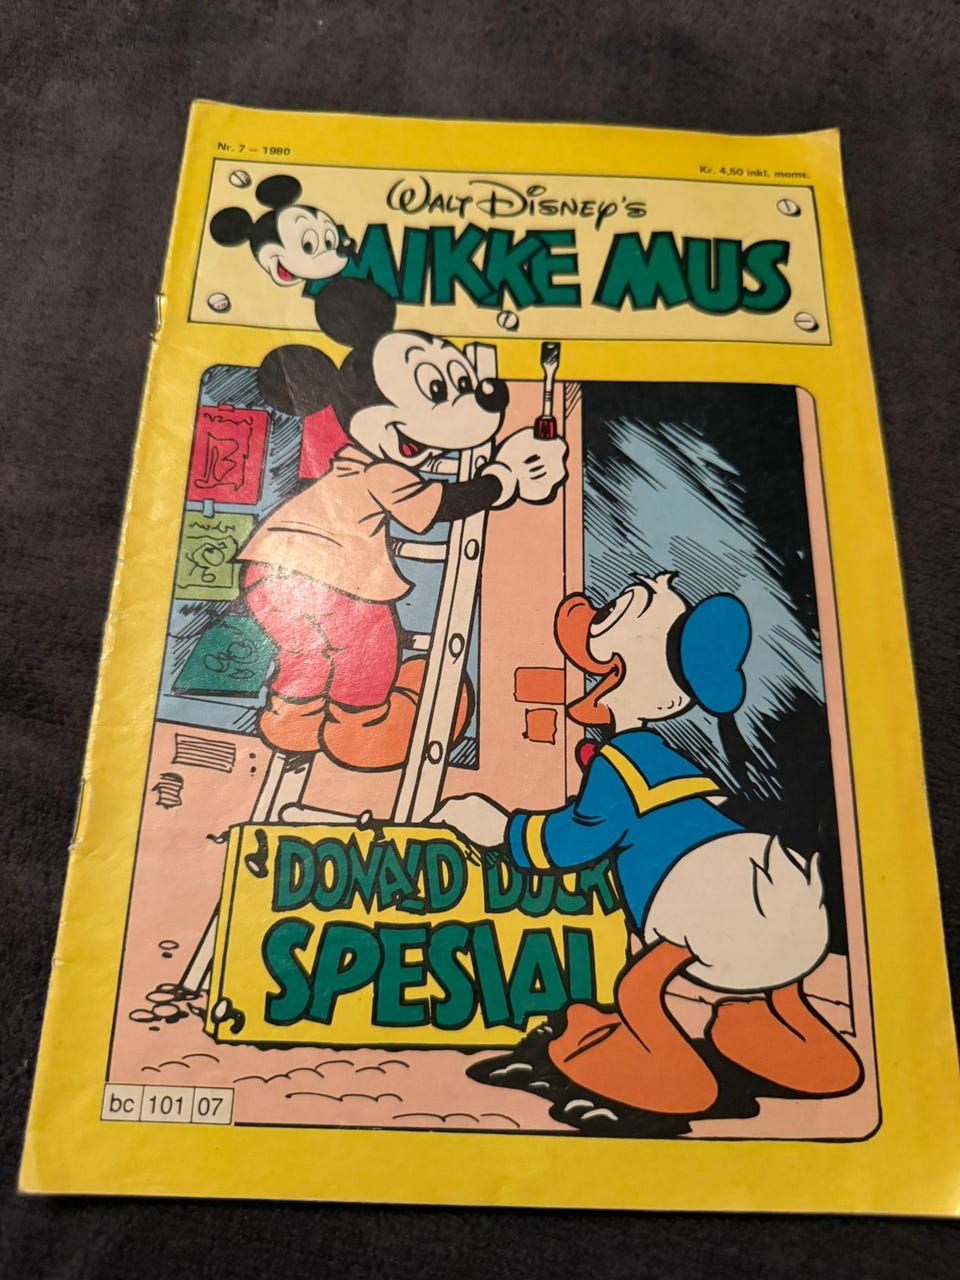 Nr. 7 – 1980
Kr. 4,50 inkl. moms.
WALT DISNEY'S
MIKKE MUS
DONALD DUCK
SPESIAL
bc 101 07